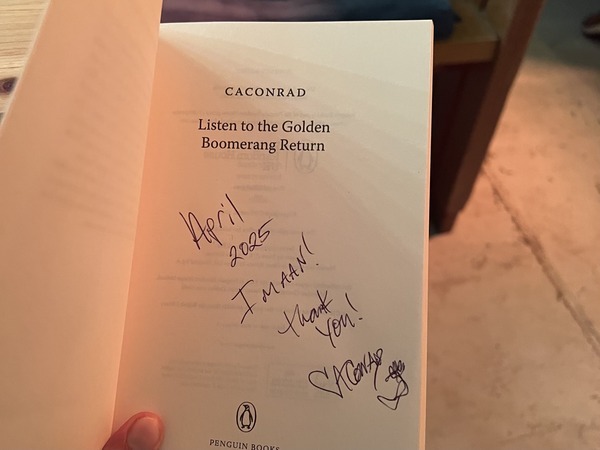 CACONRAD
Listen to the Golden
Boomerang Return
April
2025
IMAAN!
thank
you!
CAConrad
PENGUIN BOOKS